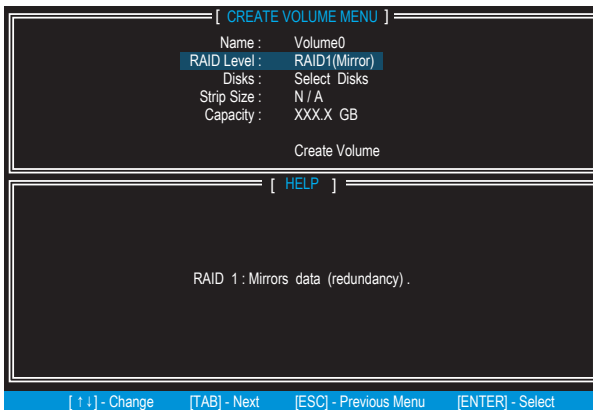 [ CREATE VOLUME MENU ]
Name : Volume0
RAID Level : RAID1(Mirror)
Disks : Select Disks
Strip Size : N / A
Capacity : XXX.X GB
Create Volume
[ HELP ]
RAID 1 : Mirrors data (redundancy) .
[ ↑↓] - Change [TAB] - Next [ESC] - Previous Menu [ENTER] - Select